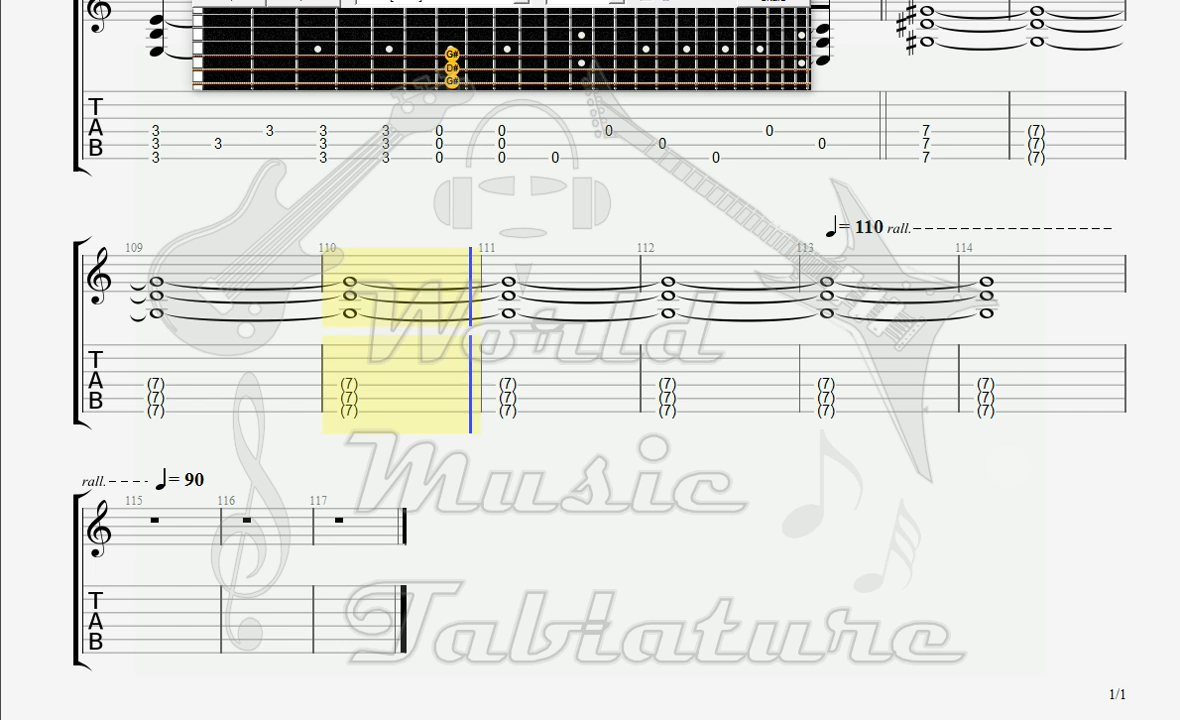 G#
D#
G#
T
A
B
3 3 3 3 0 0 0 0 7 (7)
3 3 3 3 0 0 0 0 7 (7)
3 3 3 0 0 0 0 7 (7)
♩= 110 rall.
109 110 111 112 113 114
T
A
B
(7) (7) (7) (7) (7) (7)
(7) (7) (7) (7) (7) (7)
(7) (7) (7) (7) (7) (7)
World
Music
Tablature
rall. ♩= 90
115 116 117
T
A
B
1/1